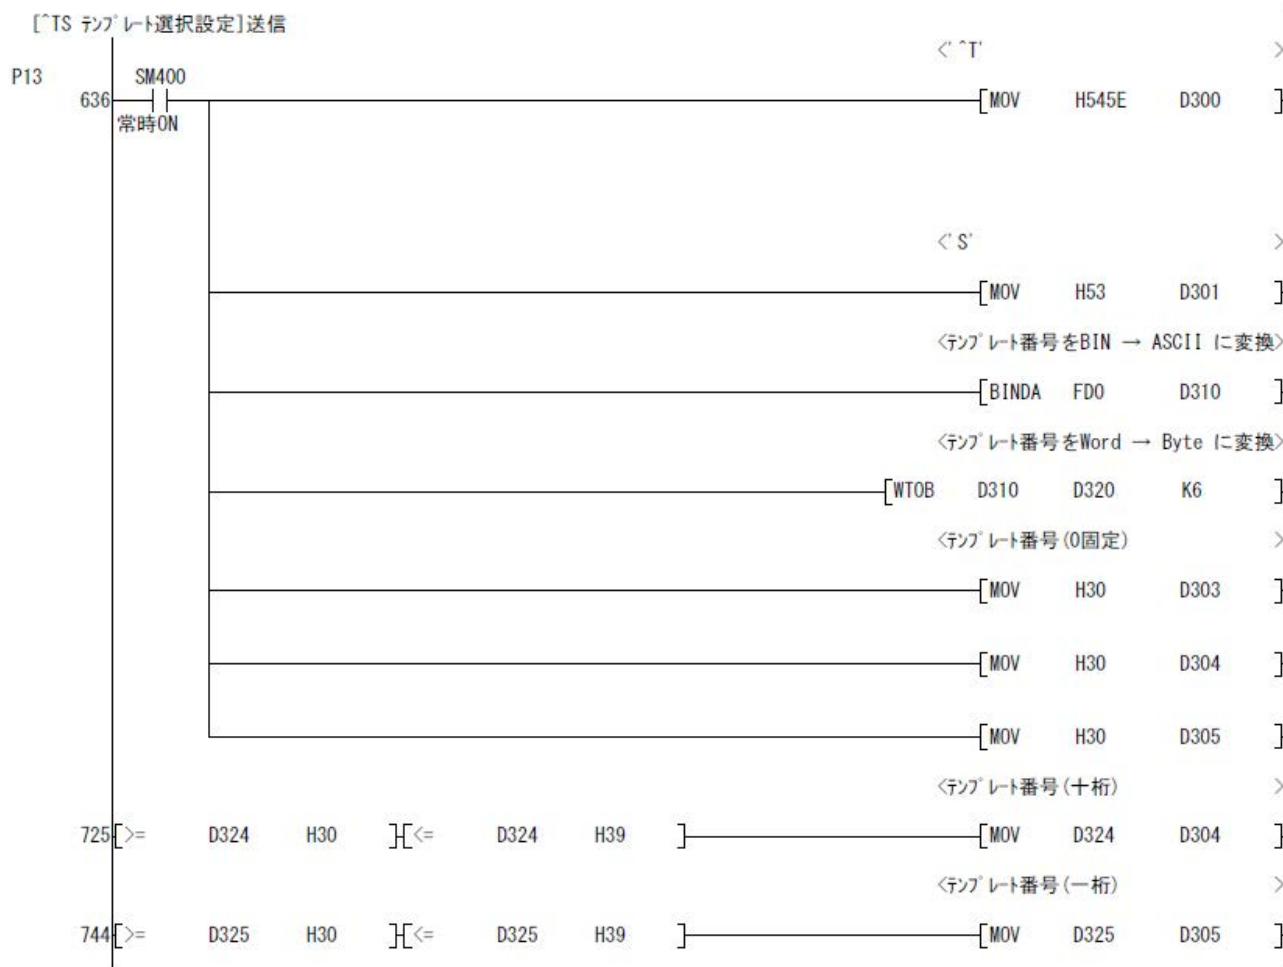 [^TS ﾃﾝﾌﾟﾚｰﾄ選択設定]送信
<'^T' >
P13 636 SM400 [MOV H545E D300 ]
常時ON
<'S' >
[MOV H53 D301 ]
<ﾃﾝﾌﾟﾚｰﾄ番号をBIN → ASCII に変換>
[BINDA FD0 D310 ]
<ﾃﾝﾌﾟﾚｰﾄ番号をWord → Byte に変換>
[WTOB D310 D320 K6 ]
<ﾃﾝﾌﾟﾚｰﾄ番号(0固定) >
[MOV H30 D303 ]
[MOV H30 D304 ]
[MOV H30 D305 ]
<ﾃﾝﾌﾟﾚｰﾄ番号(十桁) >
725 [>= D324 H30 ] [<= D324 H39 ] [MOV D324 D304 ]
<ﾃﾝﾌﾟﾚｰﾄ番号(一桁) >
744 [>= D325 H30 ] [<= D325 H39 ] [MOV D325 D305 ]